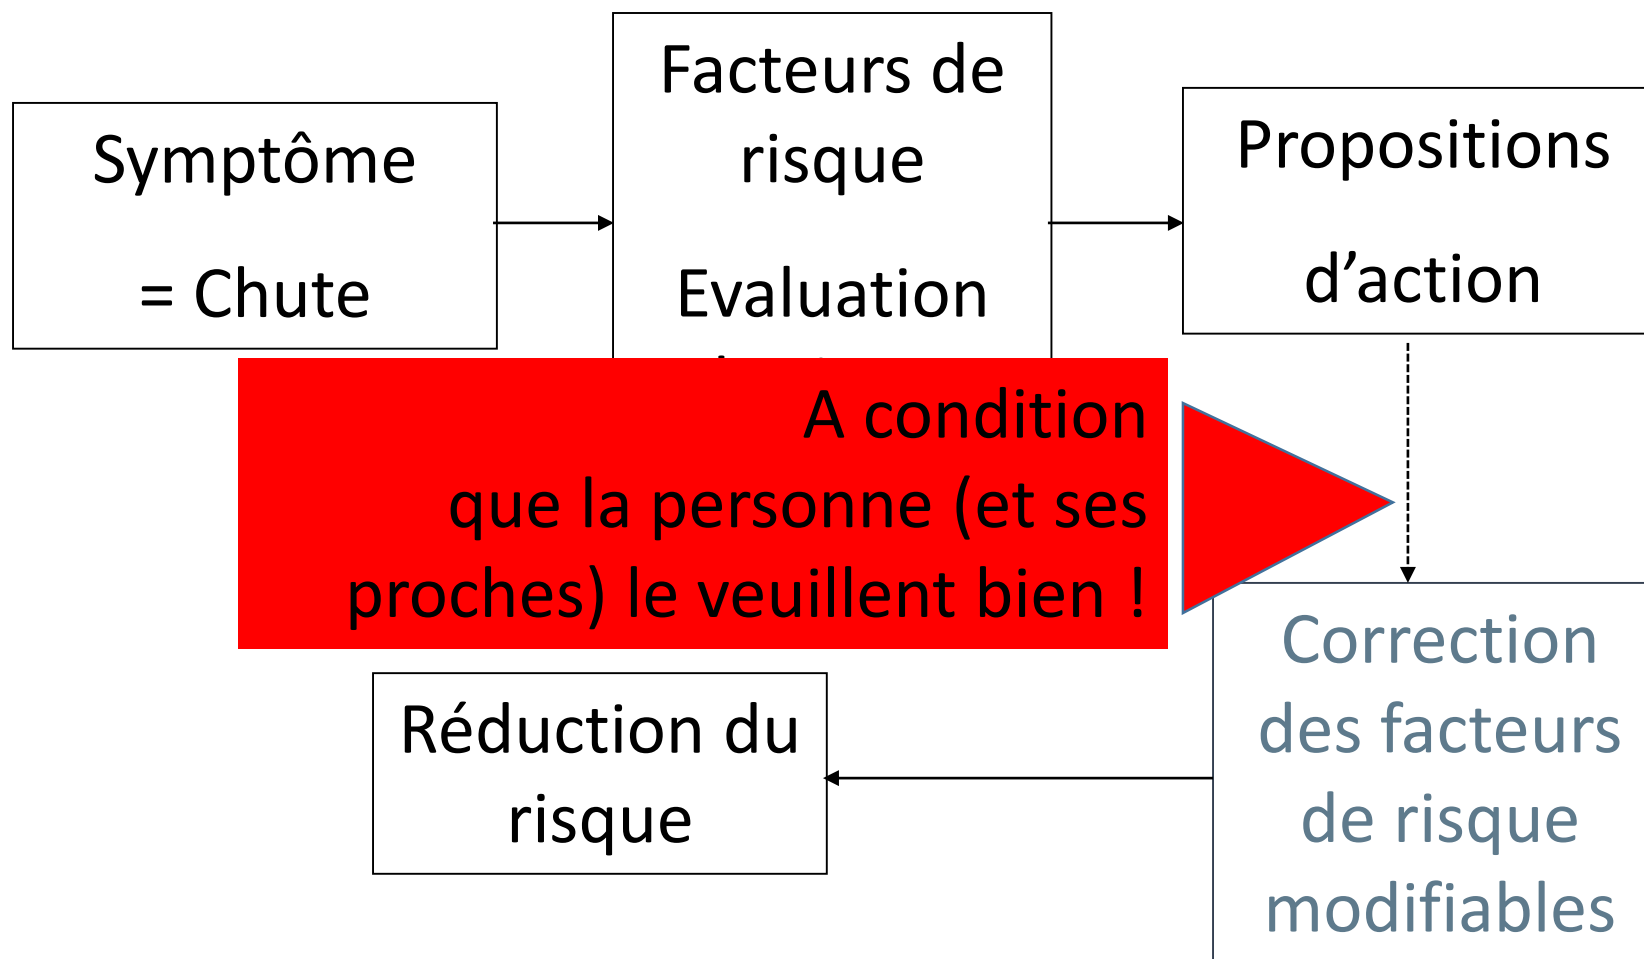 Symptôme
= Chute
Facteurs de
risque
Evaluation
Propositions
d’action
A condition
que la personne (et ses
proches) le veuillent bien !
Correction
des facteurs
de risque
modifiables
Réduction du
risque